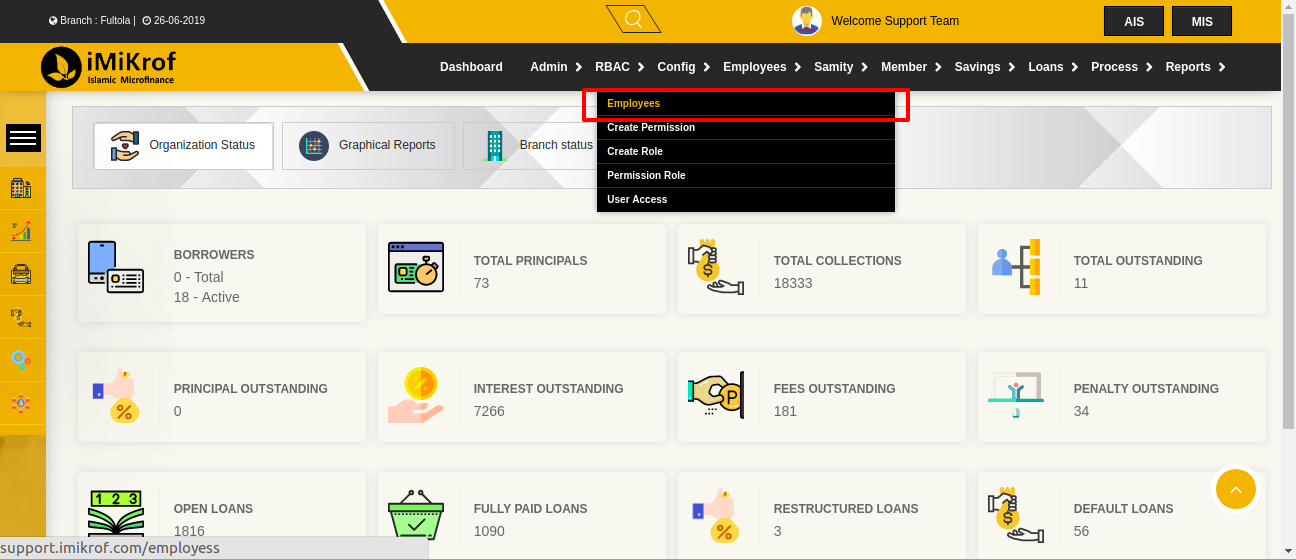 Branch : Fultola | 26-06-2019
Welcome Support Team
AIS
MIS
iMiKrof
Islamic Microfinance
Dashboard Admin RBAC Config Employees Samity Member Savings Loans Process Reports
Employees
Create Permission
Create Role
Permission Role
User Access
Organization Status
Graphical Reports
Branch status
BORROWERS
0 - Total
18 - Active
TOTAL PRINCIPALS
73
TOTAL COLLECTIONS
18333
TOTAL OUTSTANDING
11
PRINCIPAL OUTSTANDING
0
INTEREST OUTSTANDING
7266
FEES OUTSTANDING
181
PENALTY OUTSTANDING
34
1 2 3
OPEN LOANS
1816
FULLY PAID LOANS
1090
RESTRUCTURED LOANS
3
DEFAULT LOANS
56
support.imikrof.com/employess